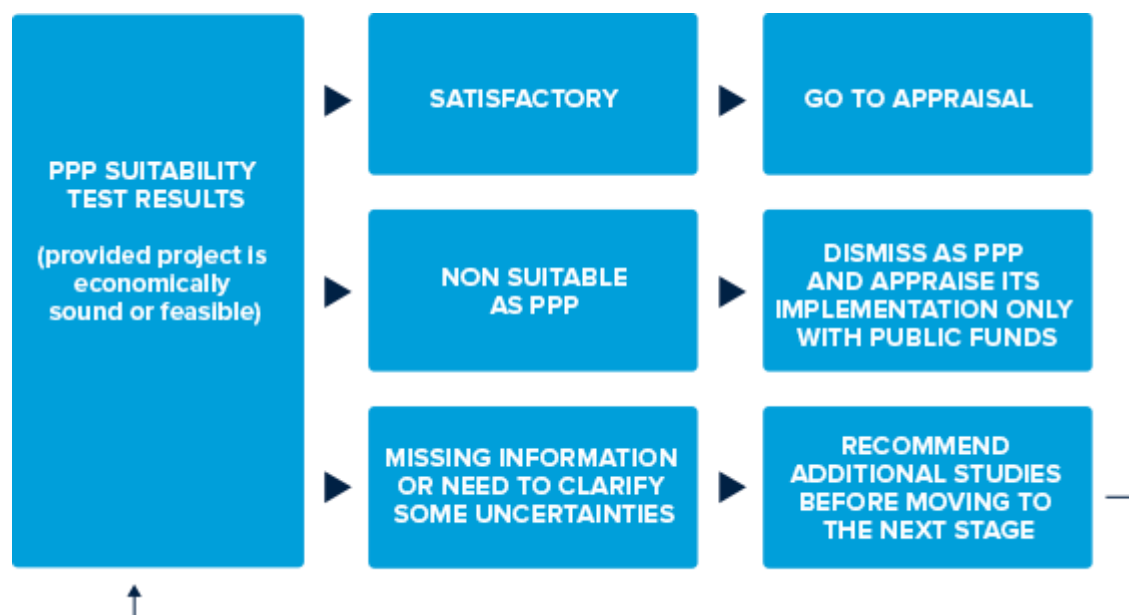 PPP SUITABILITY
TEST RESULTS
(provided project is
economically
sound or feasible)
SATISFACTORY
GO TO APPRAISAL
NON SUITABLE
AS PPP
DISMISS AS PPP
AND APPRAISE ITS
IMPLEMENTATION ONLY
WITH PUBLIC FUNDS
MISSING INFORMATION
OR NEED TO CLARIFY
SOME UNCERTAINTIES
RECOMMEND
ADDITIONAL STUDIES
BEFORE MOVING TO
THE NEXT STAGE